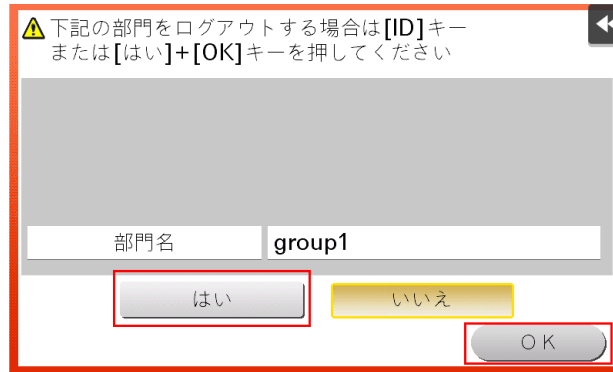 下記の部門をログアウトする場合は[ID]キー
または[はい]+[OK]キーを押してください
部門名 group1
はい いいえ
OK